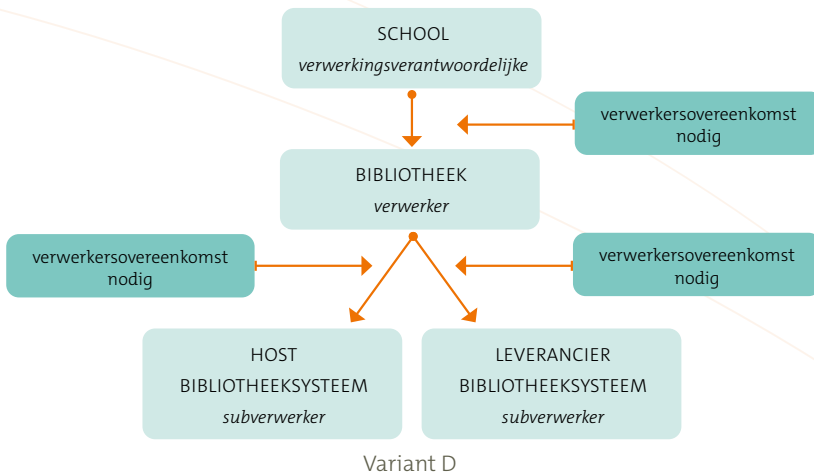 SCHOOL
verwerkingsverantwoordelijke
verwerkersovereenkomst
nodig
BIBLIOTHEEK
verwerker
verwerkersovereenkomst
nodig
verwerkersovereenkomst
nodig
HOST
BIBLIOTHEEKSYSTEEM
subverwerker
LEVERANCIER
BIBLIOTHEEKSYSTEEM
subverwerker
Variant D